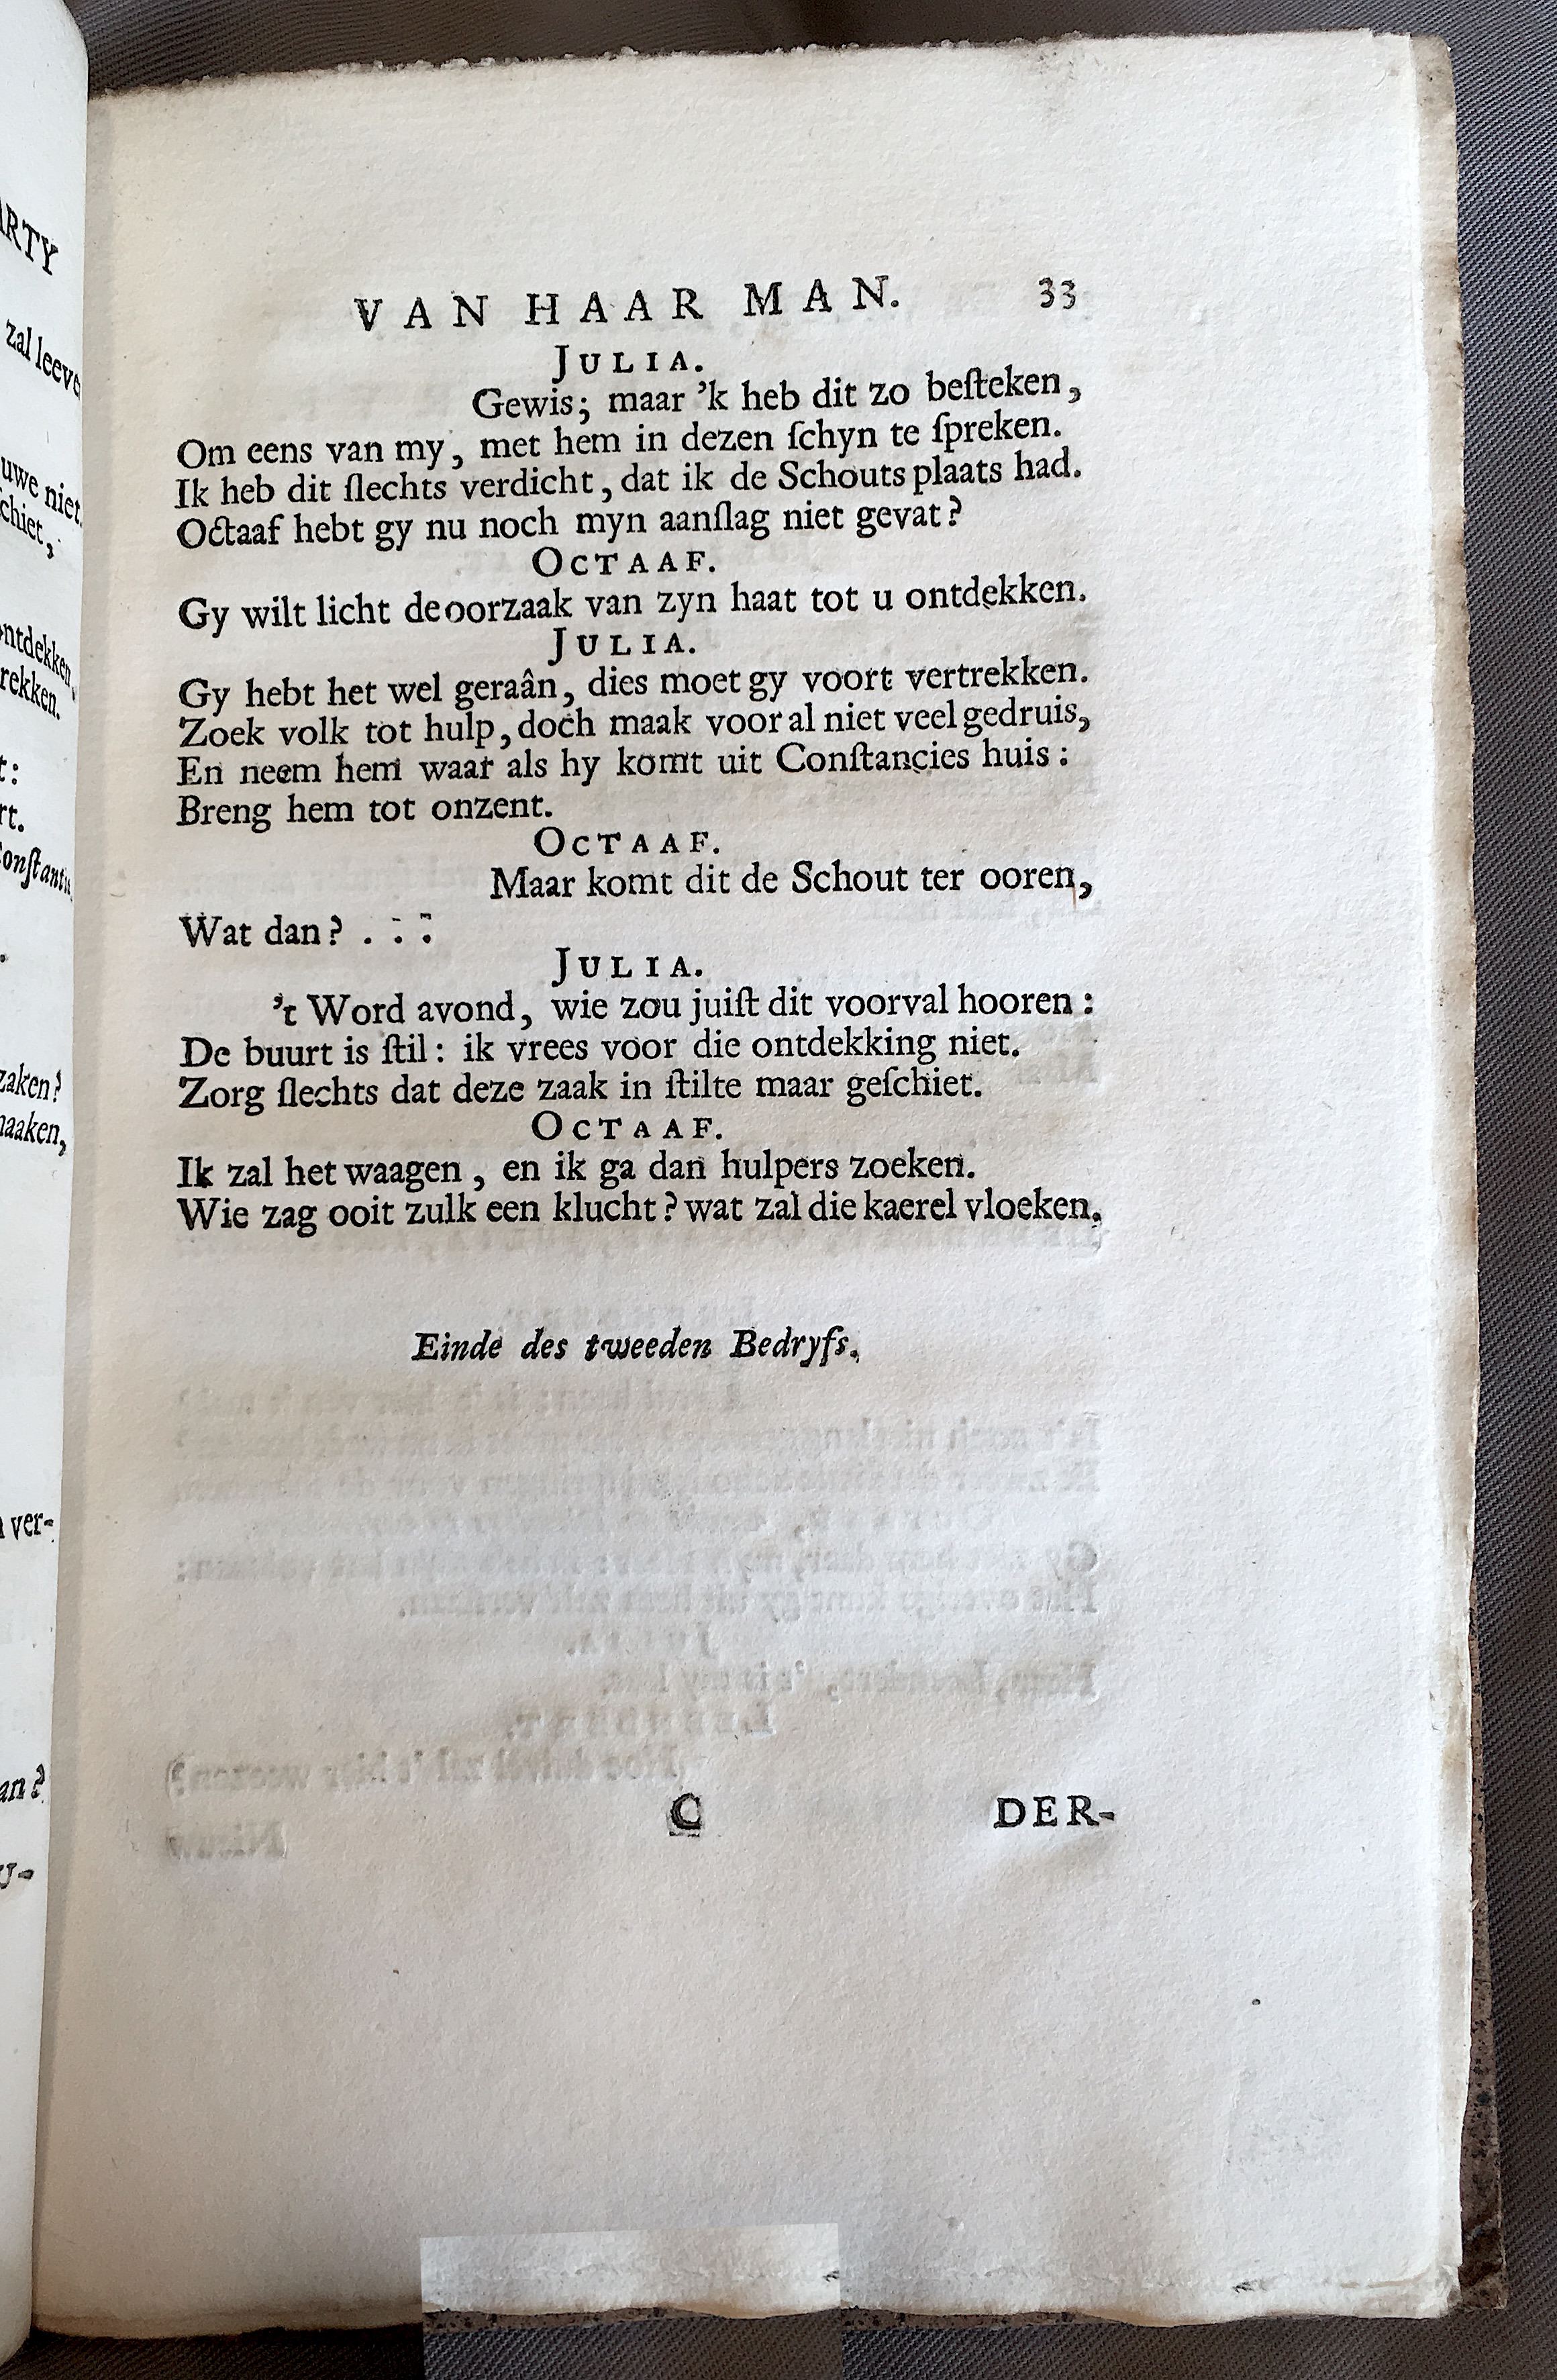 VAN HAAR MAN. 33
JULIA.
Gewis; maar 'k heb dit zo beſteken,
Om eens van my, met hem in dezen ſchyn te ſpreken.
Ik heb dit ſlechts verdicht, dat ik de Schouts plaats had.
Octaaf hebt gy nu noch myn aanſlag niet gevat?
OCTAAF.
Gy wilt licht de oorzaak van zyn haat tot u ontdekken.
JULIA.
Gy hebt het wel geraân, dies moet gy voort vertrekken.
Zoek volk tot hulp, doch maak voor al niet veel gedruis,
En neem hem waar als hy komt uit Conſtancies huis:
Breng hem tot onzent.
OCTAAF.
Maar komt dit de Schout ter ooren,
Wat dan? . . .
JULIA.
't Word avond, wie zou juiſt dit voorval hooren:
De buurt is ſtil: ik vrees voor die ontdekking niet.
Zorg ſlechts dat deze zaak in ſtilte maar geſchiet.
OCTAAF.
Ik zal het waagen, en ik ga dan hulpers zoeken.
Wie zag ooit zulk een klucht? wat zal die kaerel vloeken.
Einde des tweeden Bedryfs.
C DER-